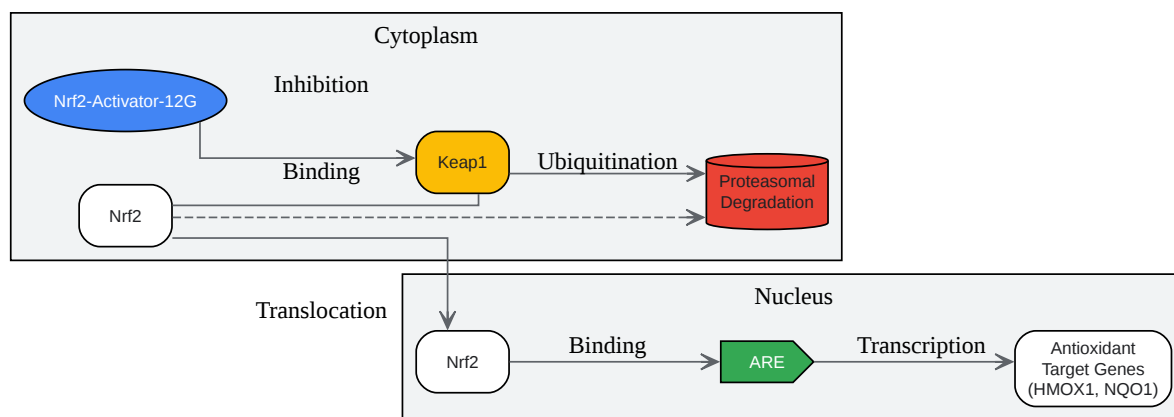 Cytoplasm
Inhibition
Nrf2-Activator-12G
Keap1
Ubiquitination
Binding
Proteasomal
Degradation
Nrf2
Translocation
Nucleus
Nrf2
Binding
ARE
Transcription
Antioxidant
Target Genes
(HMOX1, NQO1)